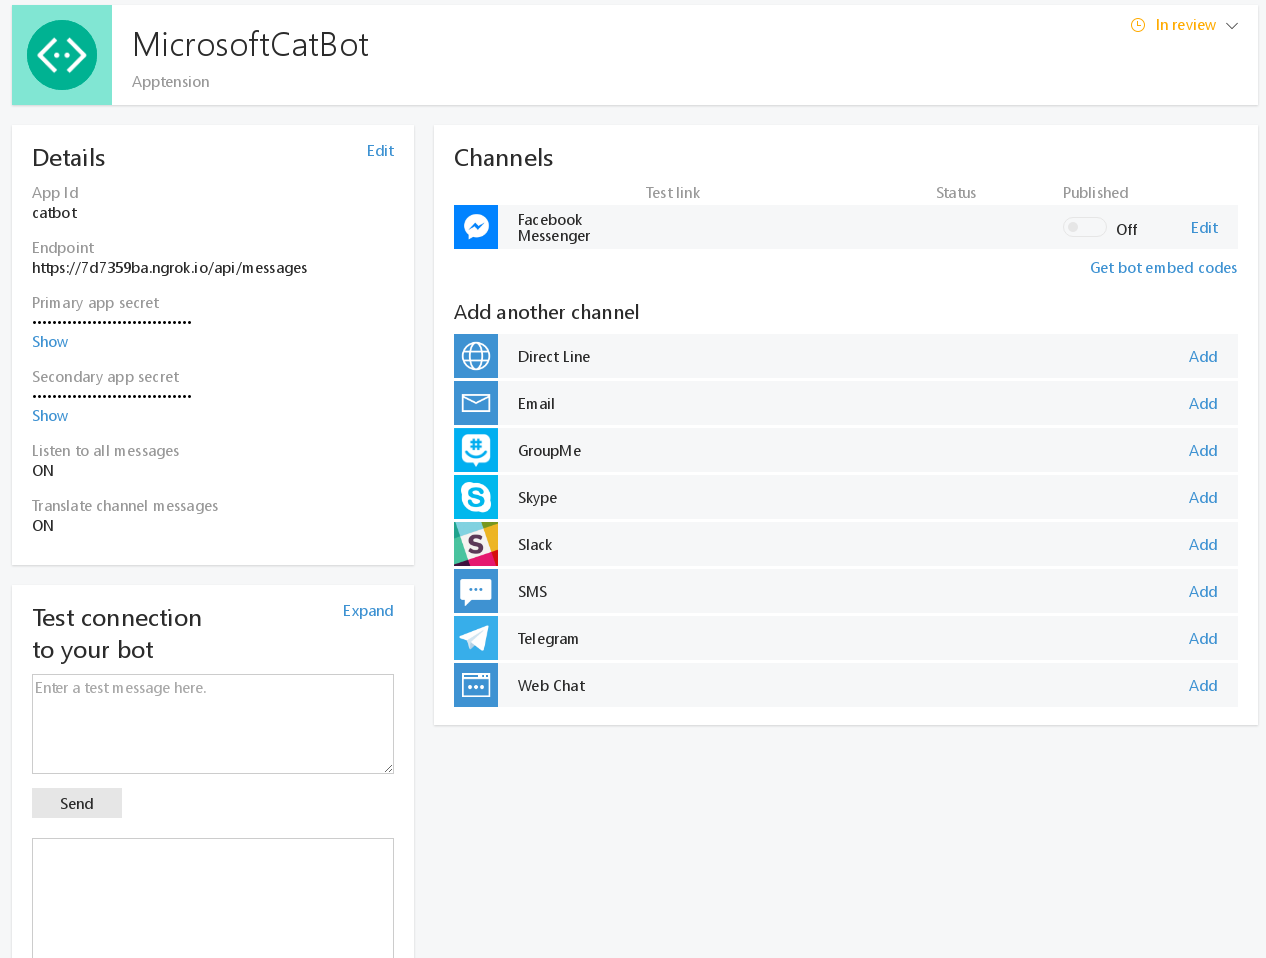 MicrosoftCatBot
Apptension
In review
Details
Edit
App Id
catbot
Endpoint
https://7d7359ba.ngrok.io/api/messages
Primary app secret
••••••••••••••••••••••••••••••••
Show
Secondary app secret
••••••••••••••••••••••••••••••••
Show
Listen to all messages
ON
Translate channel messages
ON
Test connection
to your bot
Expand
Enter a test message here.
Send
Channels
Test link Status Published
Facebook
Messenger
Off Edit
Get bot embed codes
Add another channel
Direct Line Add
Email Add
GroupMe Add
Skype Add
Slack Add
SMS Add
Telegram Add
Web Chat Add